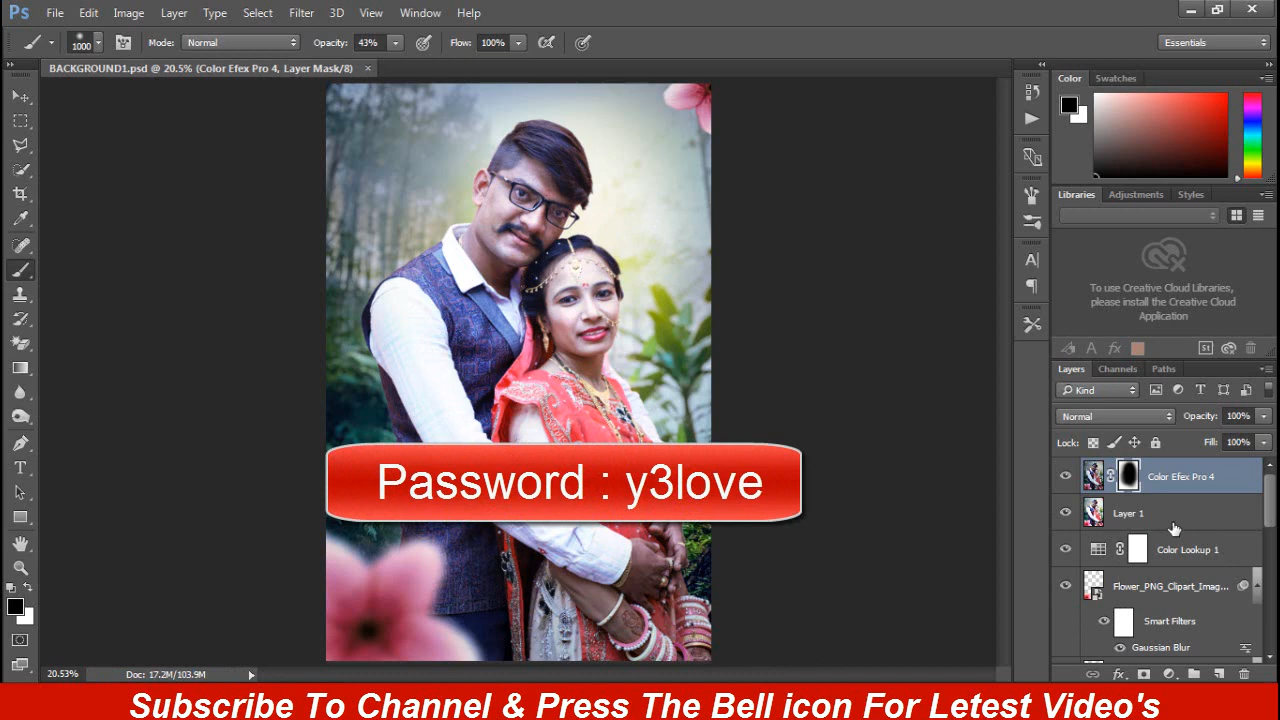 Ps File Edit Image Layer Type Select Filter 3D View Window Help
1000 Mode: Normal Opacity: 43% Flow: 100% Essentials
BACKGROUND1.psd @ 20.5% (Color Efex Pro 4, Layer Mask/8) ×
Color Swatches
Libraries Adjustments Styles
To use Creative Cloud Libraries,
please install the Creative Cloud
Application
Layers Channels Paths
Kind
Normal Opacity: 100%
Lock: Fill: 100%
Color Efex Pro 4
Layer 1
Color Lookup 1
Flower_PNG_Clipart_Imag...
Smart Filters
Gaussian Blur
Password : y3love
20.53% Doc: 17.2M/103.9M
Subscribe To Channel & Press The Bell icon For Letest Video's